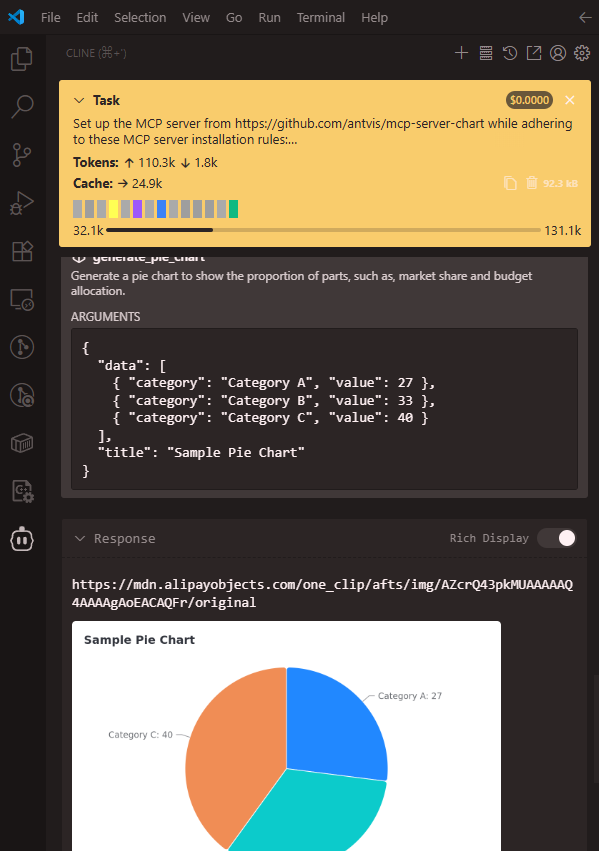 File Edit Selection View Go Run Terminal Help
CLINE (⌘+')
Task
$0.0000
Set up the MCP server from https://github.com/antvis/mcp-server-chart while adhering
to these MCP server installation rules:...
Tokens: ↑ 110.3k ↓ 1.8k
Cache: → 24.9k
92.3 kB
32.1k
131.1k
generate_pie_chart
Generate a pie chart to show the proportion of parts, such as, market share and budget
allocation.
ARGUMENTS
{
"data": [
{ "category": "Category A", "value": 27 },
{ "category": "Category B", "value": 33 },
{ "category": "Category C", "value": 40 }
],
"title": "Sample Pie Chart"
}
Response
Rich Display
https://mdn.alipayobjects.com/one_clip/afts/img/AZcrQ43pkMUAAAAAQ
4AAAAgAoEACAQFr/original
Sample Pie Chart
Category A: 27
Category C: 40